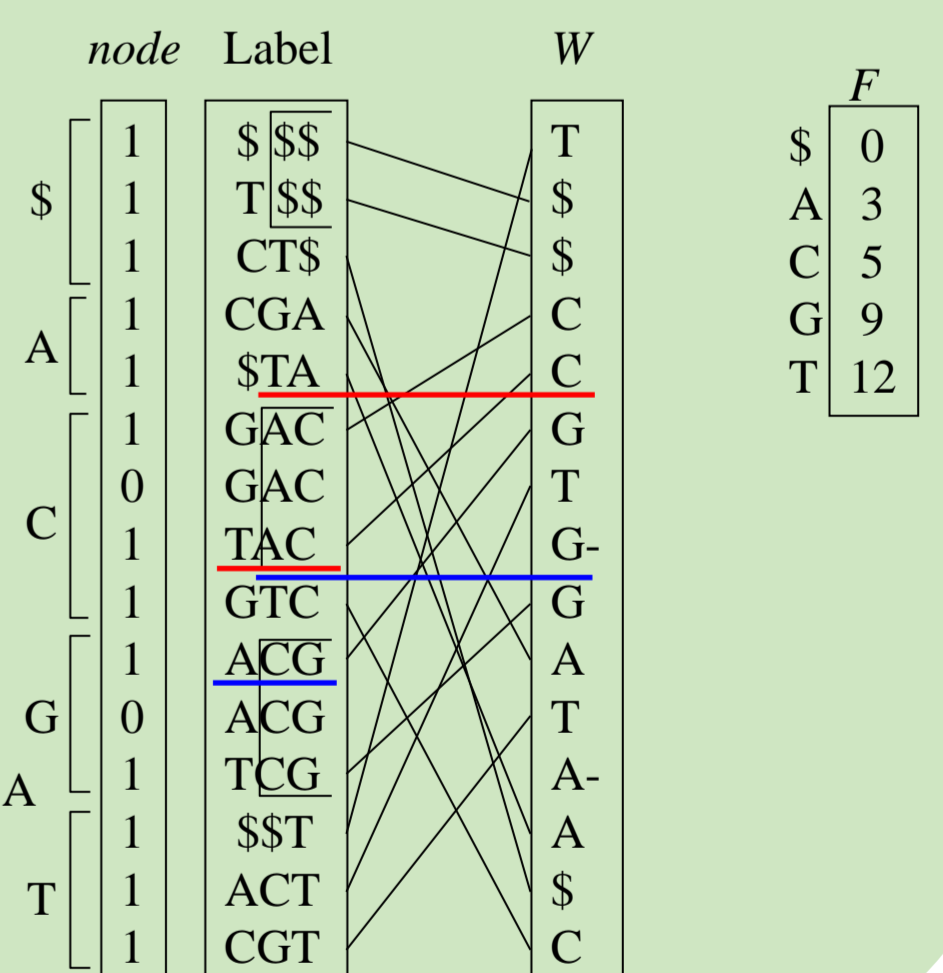 node Label W
F
1 $ $$ T
$ 0
$ 1 T $$ $
A 3
1 CT$ $
C 5
1 CGA C
G 9
A
1 $TA C
T 12
1 GAC G
0 GAC T
C
1 TAC G-
1 GTC G
1 ACG A
G 0 ACG T
1 TCG A-
A
1 $$T A
T 1 ACT $
1 CGT C